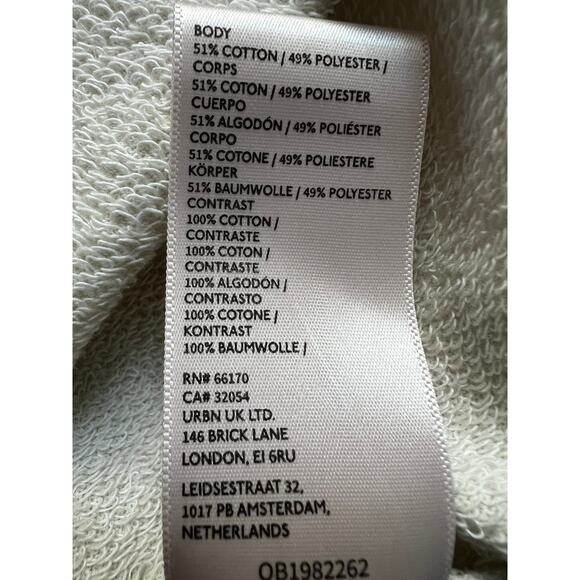 BODY
51% COTTON / 49% POLYESTER /
CORPS
51% COTON / 49% POLYESTER
CUERPO
51% ALGODÓN / 49% POLIÉSTER
CORPO
51% COTONE / 49% POLIESTERE
KÖRPER
51% BAUMWOLLE / 49% POLYESTER
CONTRAST
100% COTTON /
CONTRASTE
100% COTON /
CONTRASTE
100% ALGODÓN /
CONTRASTO
100% COTONE /
KONTRAST
100% BAUMWOLLE /
RN# 66170
CA# 32054
URBN UK LTD.
146 BRICK LANE
LONDON, E1 6RU
LEIDSESTRAAT 32,
1017 PB AMSTERDAM,
NETHERLANDS
OB1982262